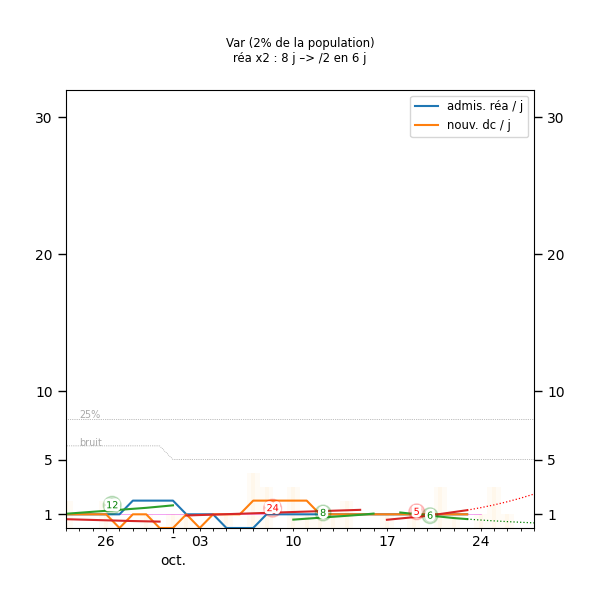 Var (2% de la population)
réa x2 : 8 j –> /2 en 6 j
admis. réa / j
nouv. dc / j
30 30
20 20
10 10
25%
bruit
5 5
12 24 8 5 6
1 1
26 - 03 10 17 24
oct.